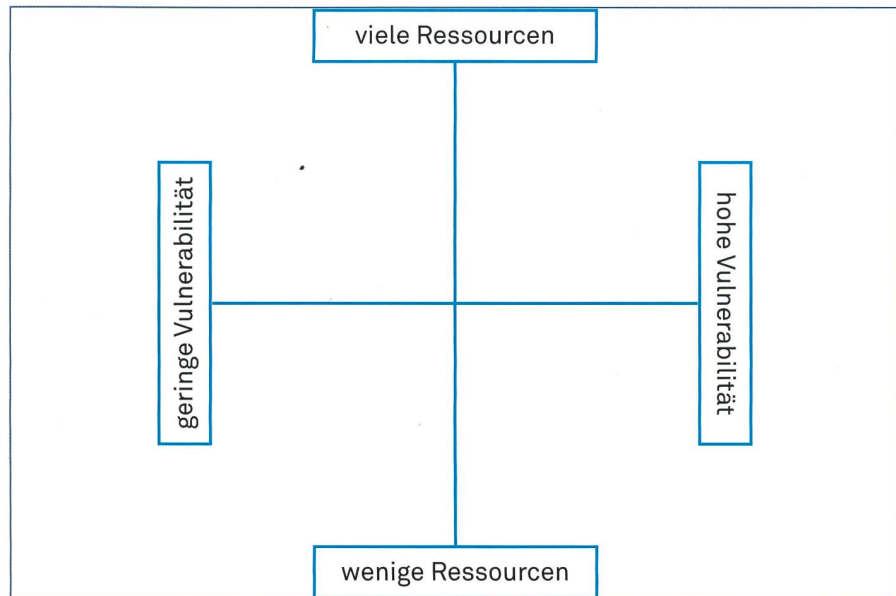 viele Ressourcen
geringe Vulnerabilität
hohe Vulnerabilität
wenige Ressourcen